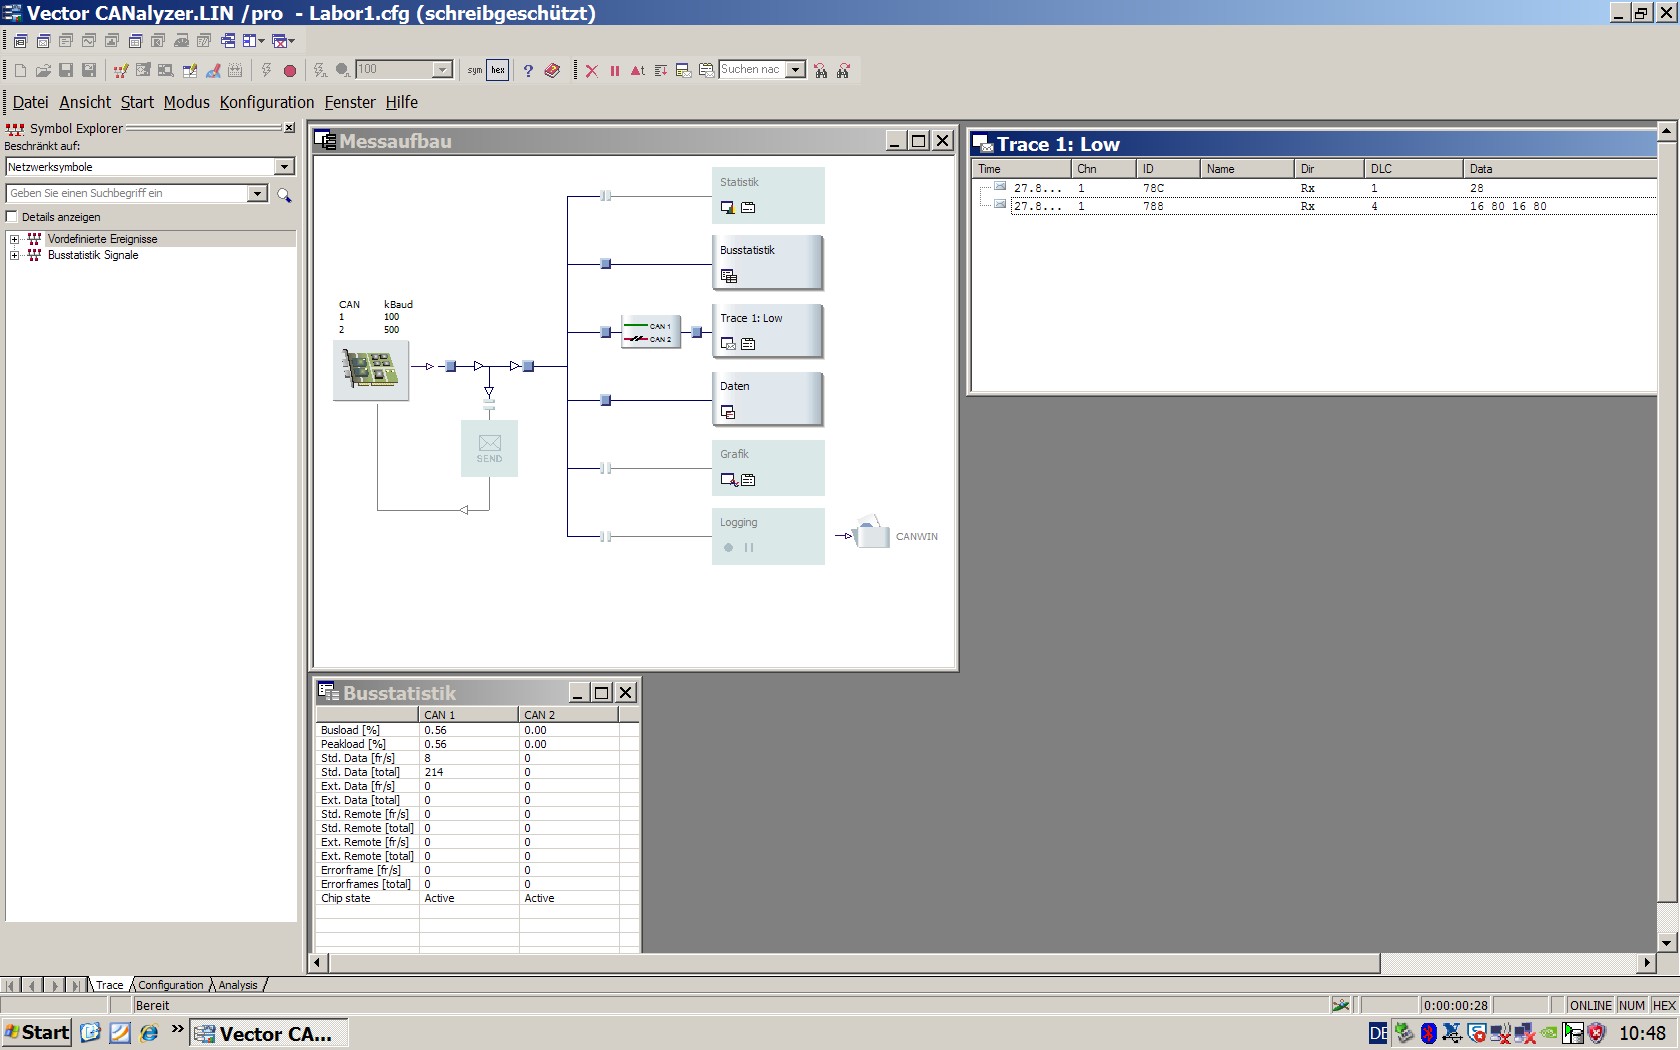 Vector CANalyzer.LIN /pro - Labor1.cfg (schreibgeschützt)
100
sym hex
Suchen nac
Datei Ansicht Start Modus Konfiguration Fenster Hilfe
Symbol Explorer
Beschränkt auf:
Netzwerksymbole
Geben Sie einen Suchbegriff ein
Details anzeigen
Vordefinierte Ereignisse
Busstatistik Signale
Messaufbau
CAN kBaud
1 100
2 500
SEND
Statistik
Busstatistik
CAN 1
CAN 2
Trace 1: Low
Daten
Grafik
Logging
CANWIN
Trace 1: Low
Time Chn ID Name Dir DLC Data
27.8... 1 78C Rx 1 28
27.8... 1 788 Rx 4 16 80 16 80
Busstatistik
CAN 1 CAN 2
Busload [%] 0.56 0.00
Peakload [%] 0.56 0.00
Std. Data [fr/s] 8 0
Std. Data [total] 214 0
Ext. Data [fr/s] 0 0
Ext. Data [total] 0 0
Std. Remote [fr/s] 0 0
Std. Remote [total] 0 0
Ext. Remote [fr/s] 0 0
Ext. Remote [total] 0 0
Errorframe [fr/s] 0 0
Errorframes [total] 0 0
Chip state Active Active
Trace Configuration Analysis
Bereit
0:00:00:28 ONLINE NUM HEX
Start
Vector CA...
DE
10:48